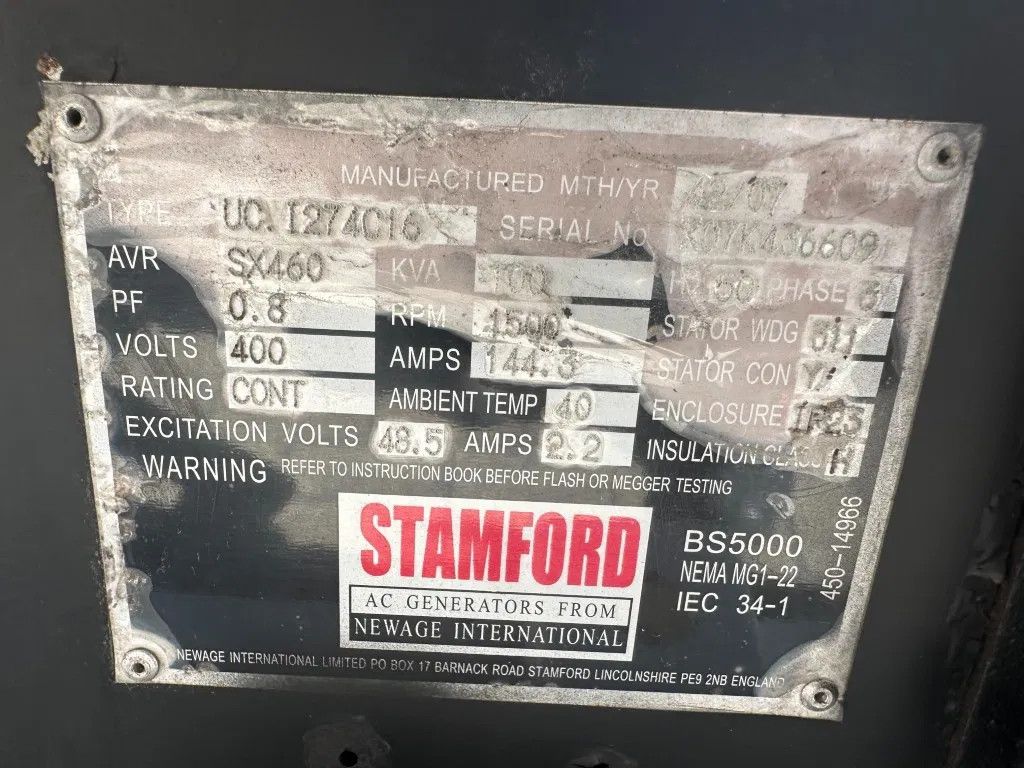 MANUFACTURED MTH/YR
TYPE UC.I274C16 SERIAL No
AVR SX460 KVA 100 HZ 50 PHASE 3
PF 0.8 RPM 1500 STATOR WDG 311
VOLTS 400 AMPS 144.3 STATOR CON
RATING CONT AMBIENT TEMP 40 ENCLOSURE IP23
EXCITATION VOLTS 48.5 AMPS 2.2 INSULATION CLASS H
WARNING REFER TO INSTRUCTION BOOK BEFORE FLASH OR MEGGER TESTING
STAMFORD
AC GENERATORS FROM
NEWAGE INTERNATIONAL
BS5000
NEMA MG1-22
IEC 34-1
450-14966
NEWAGE INTERNATIONAL LIMITED PO BOX 17 BARNACK ROAD STAMFORD LINCOLNSHIRE PE9 2NB ENGLAND